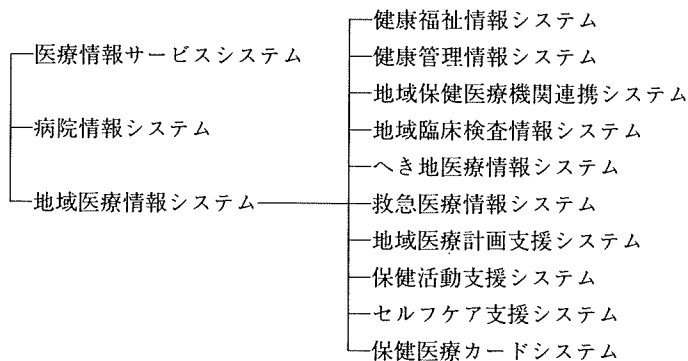 医療情報サービスシステム
病院情報システム
地域医療情報システム
健康福祉情報システム
健康管理情報システム
地域保健医療機関連携システム
地域臨床検査情報システム
へき地医療情報システム
救急医療情報システム
地域医療計画支援システム
保健活動支援システム
セルフケア支援システム
保健医療カードシステム